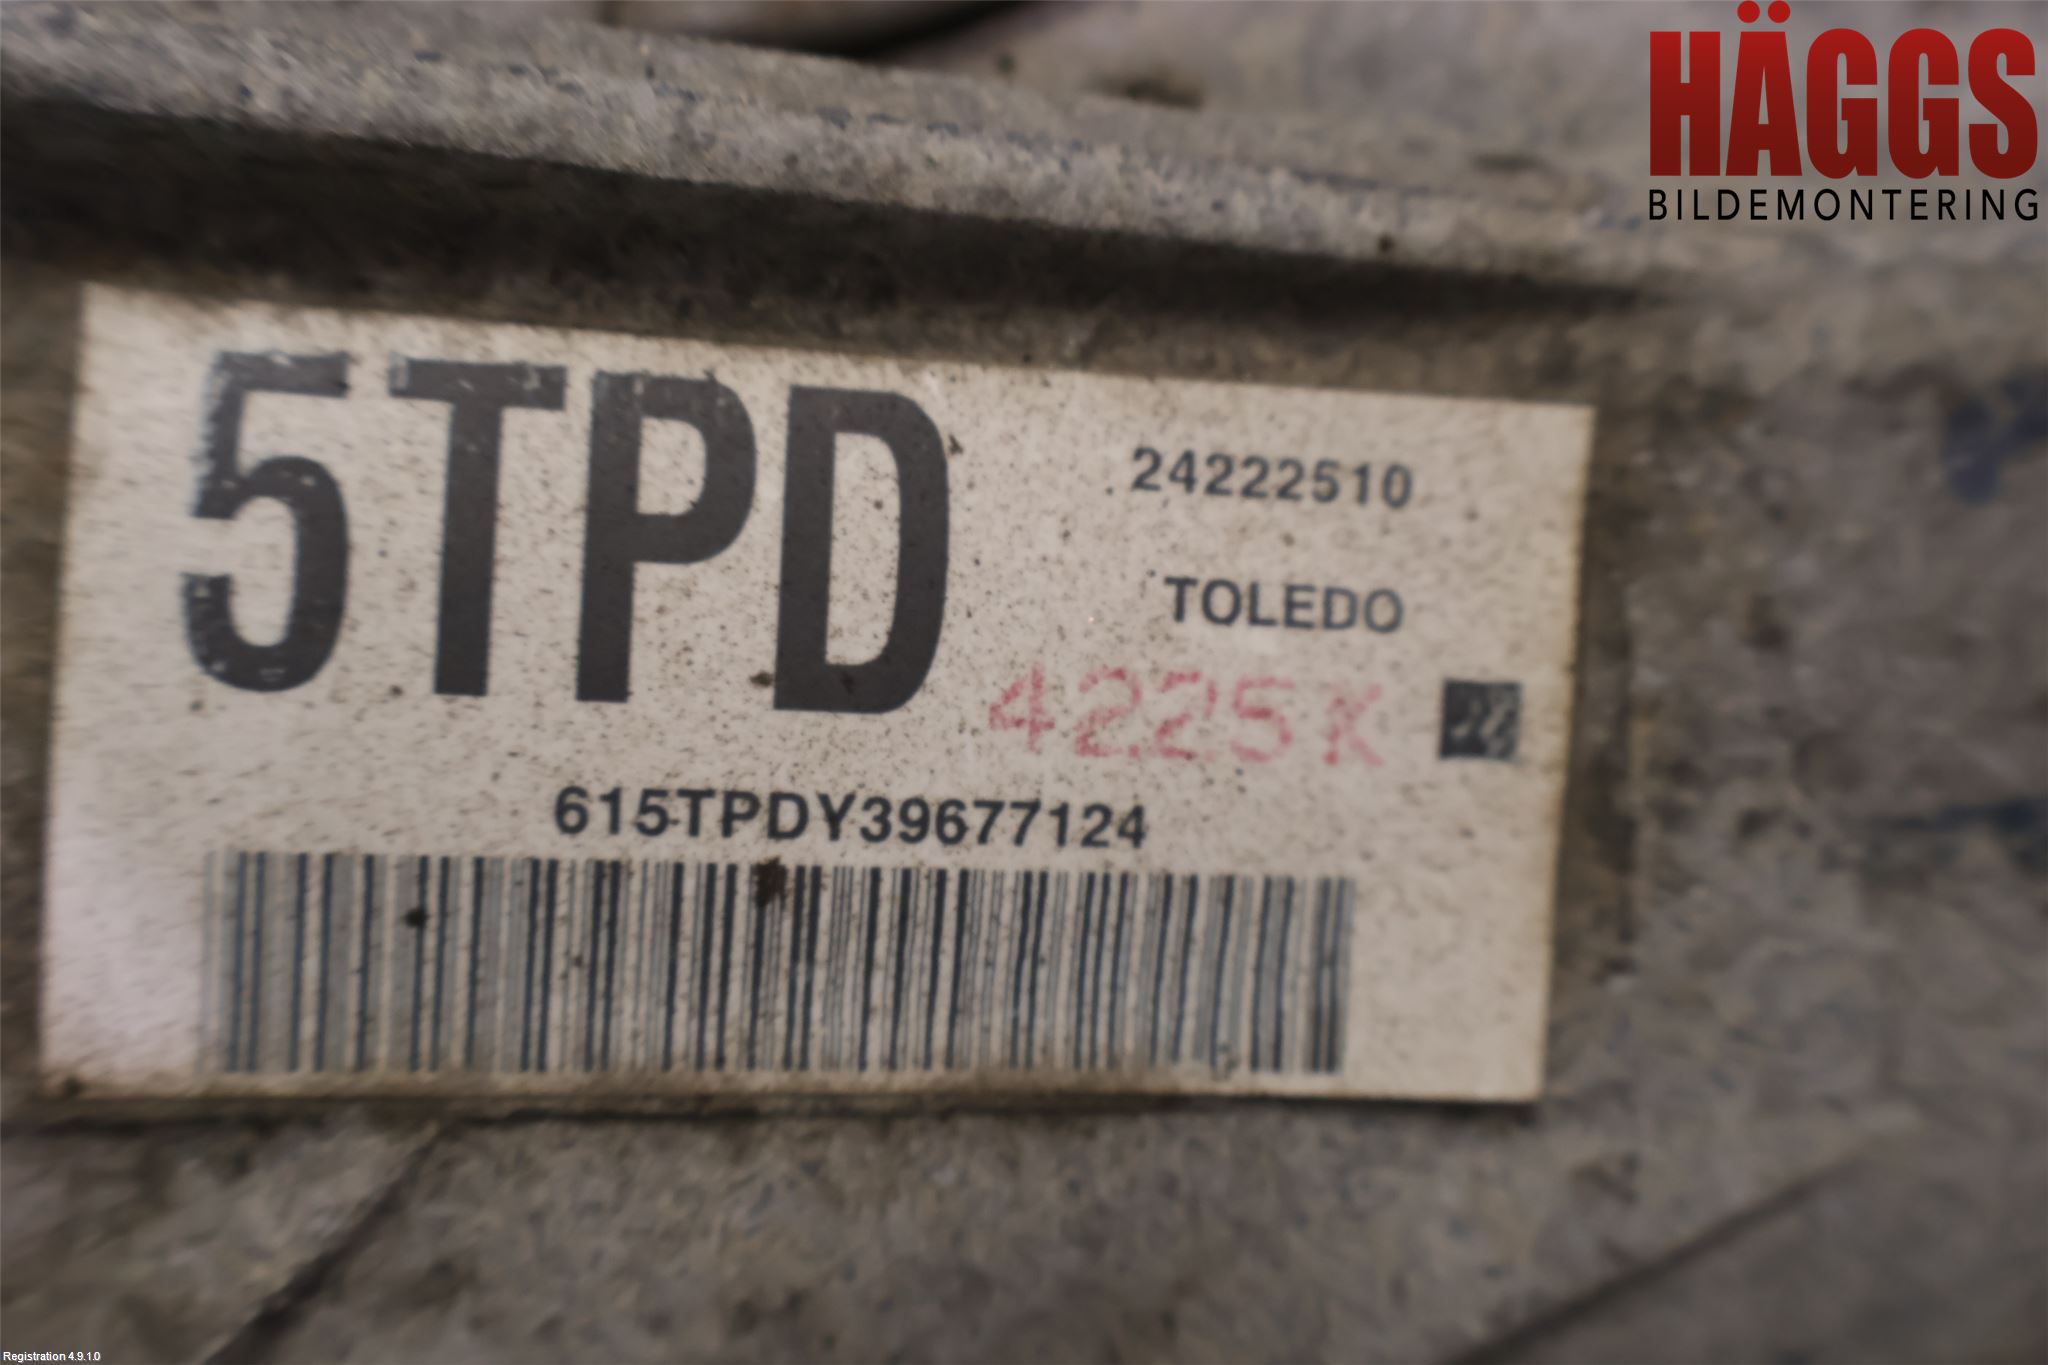 HÄGGS
BILDEMONTERING
5TPD
24222510
TOLEDO
4225K
615TPDY39677124
Registration 4.9.1.0